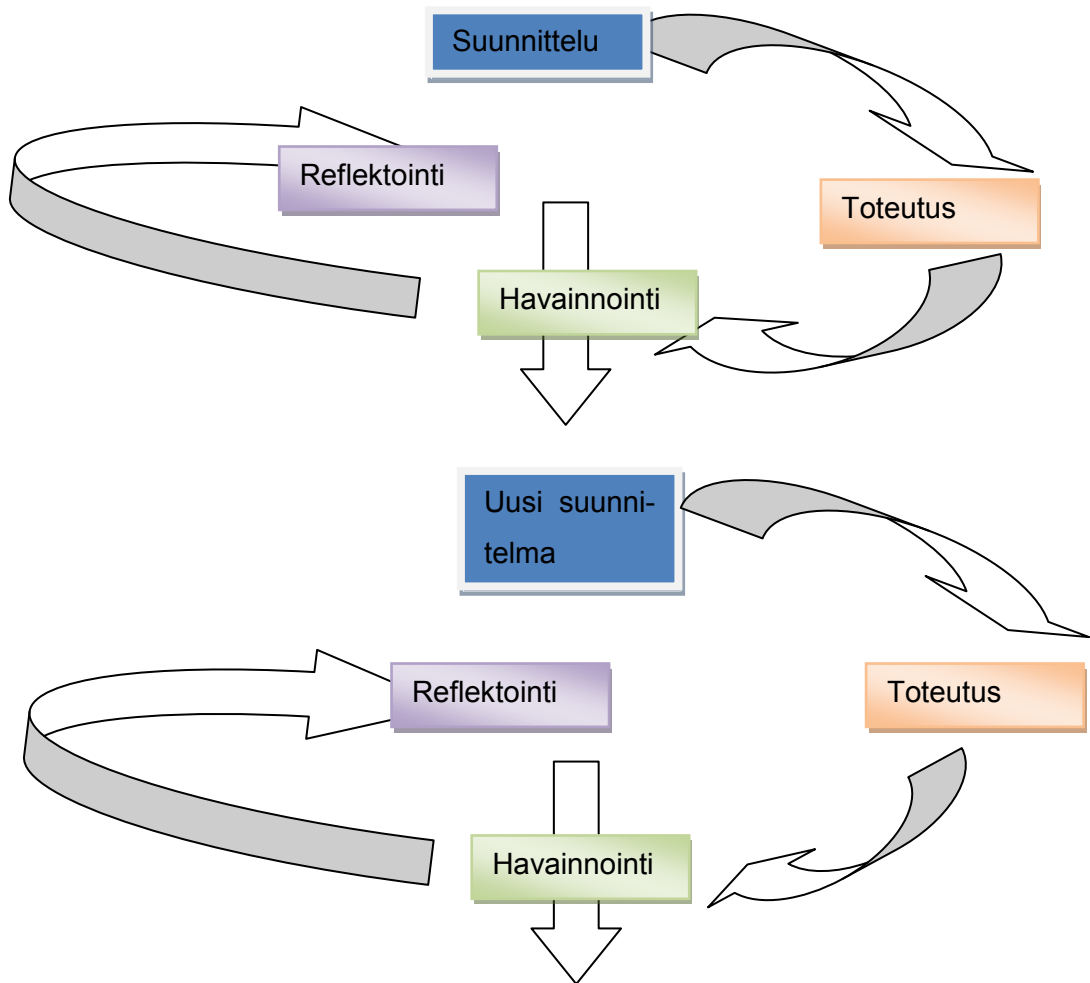 Suunnittelu
Reflektointi
Toteutus
Havainnointi
Uusi suunni-
telma
Reflektointi
Toteutus
Havainnointi